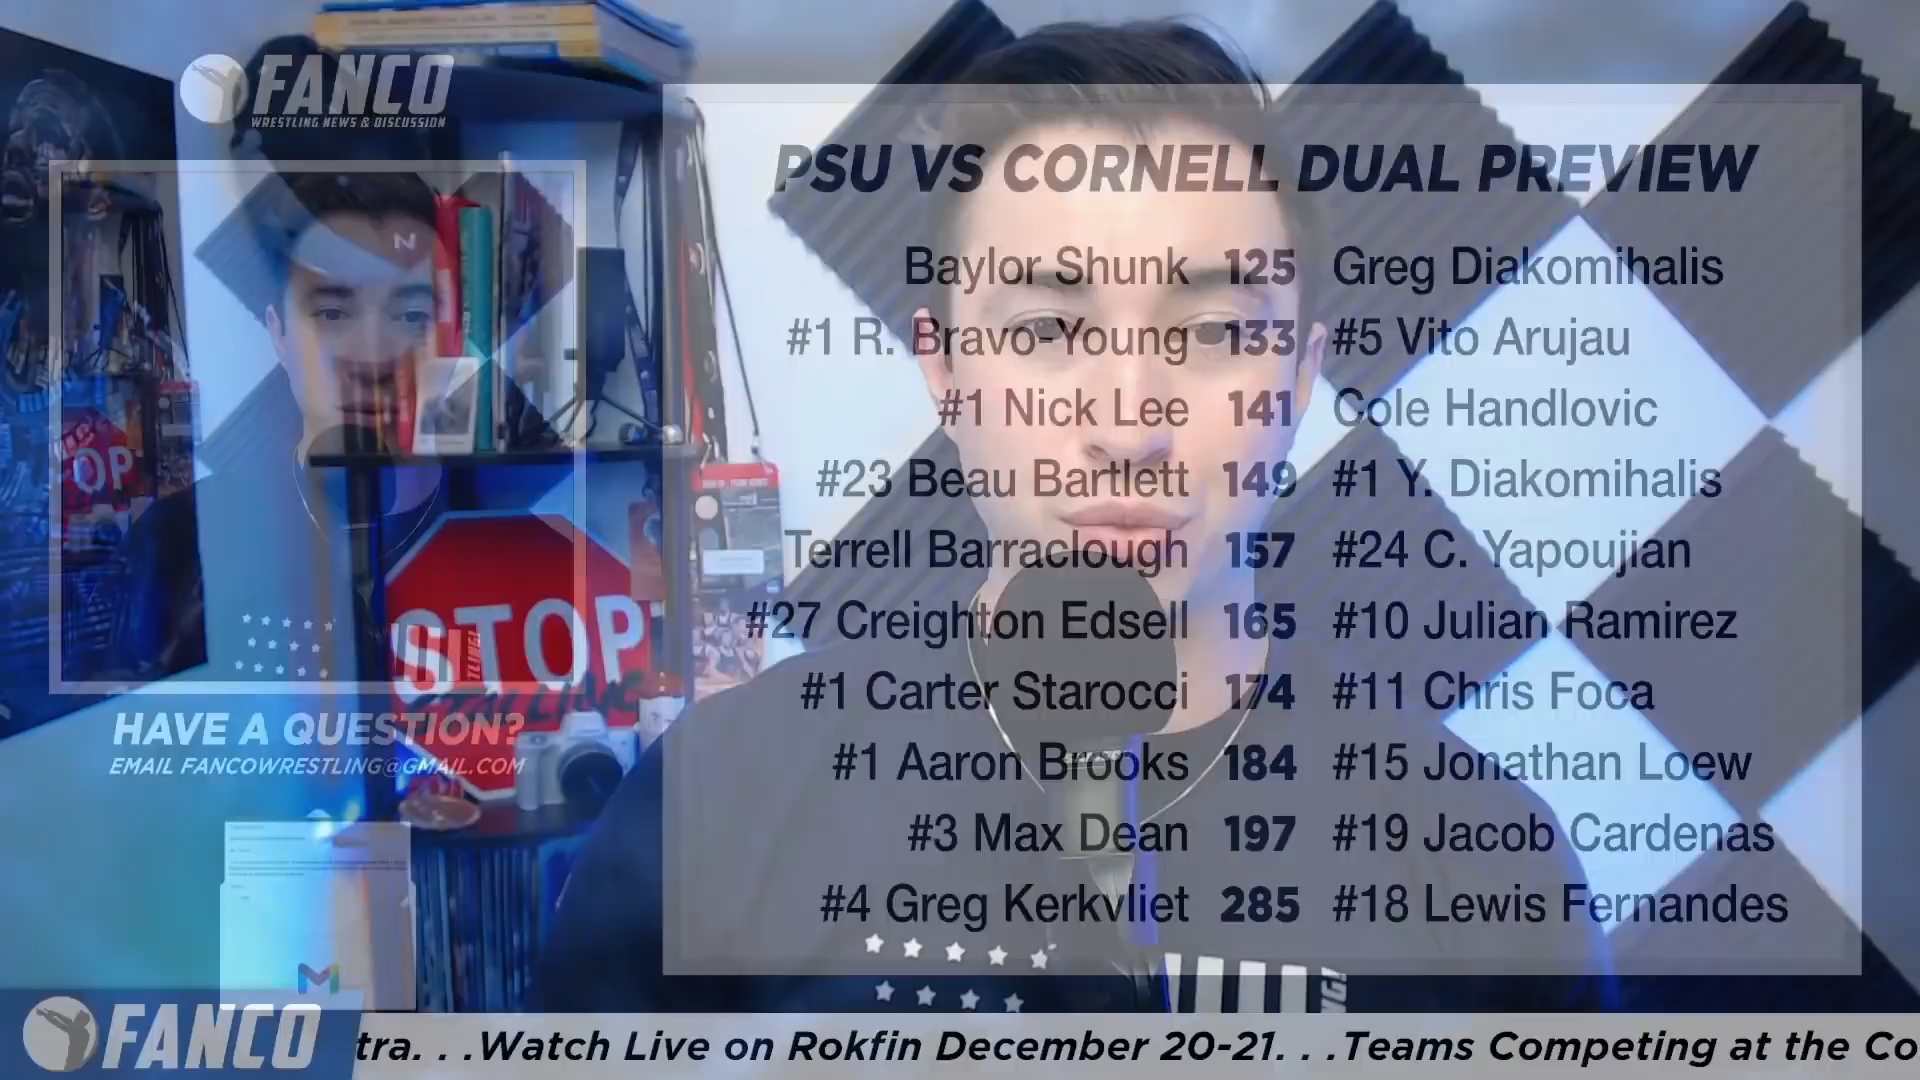 FANCO
WRESTLING NEWS & DISCUSSION
PSU VS CORNELL DUAL PREVIEW
Baylor Shunk 125 Greg Diakomihalis
#1 R. Bravo-Young 133 #5 Vito Arujau
#1 Nick Lee 141 Cole Handlovic
#23 Beau Bartlett 149 #1 Y. Diakomihalis
Terrell Barraclough 157 #24 C. Yapoujian
#27 Creighton Edsell 165 #10 Julian Ramirez
#1 Carter Starocci 174 #11 Chris Foca
#1 Aaron Brooks 184 #15 Jonathan Loew
#3 Max Dean 197 #19 Jacob Cardenas
#4 Greg Kerkvliet 285 #18 Lewis Fernandes
N
OP
STOP
STALLING
HAVE A QUESTION?
EMAIL FANCOWRESTLING@GMAIL.COM
FANCO
tra. . .Watch Live on Rokfin December 20-21. . .Teams Competing at the Co